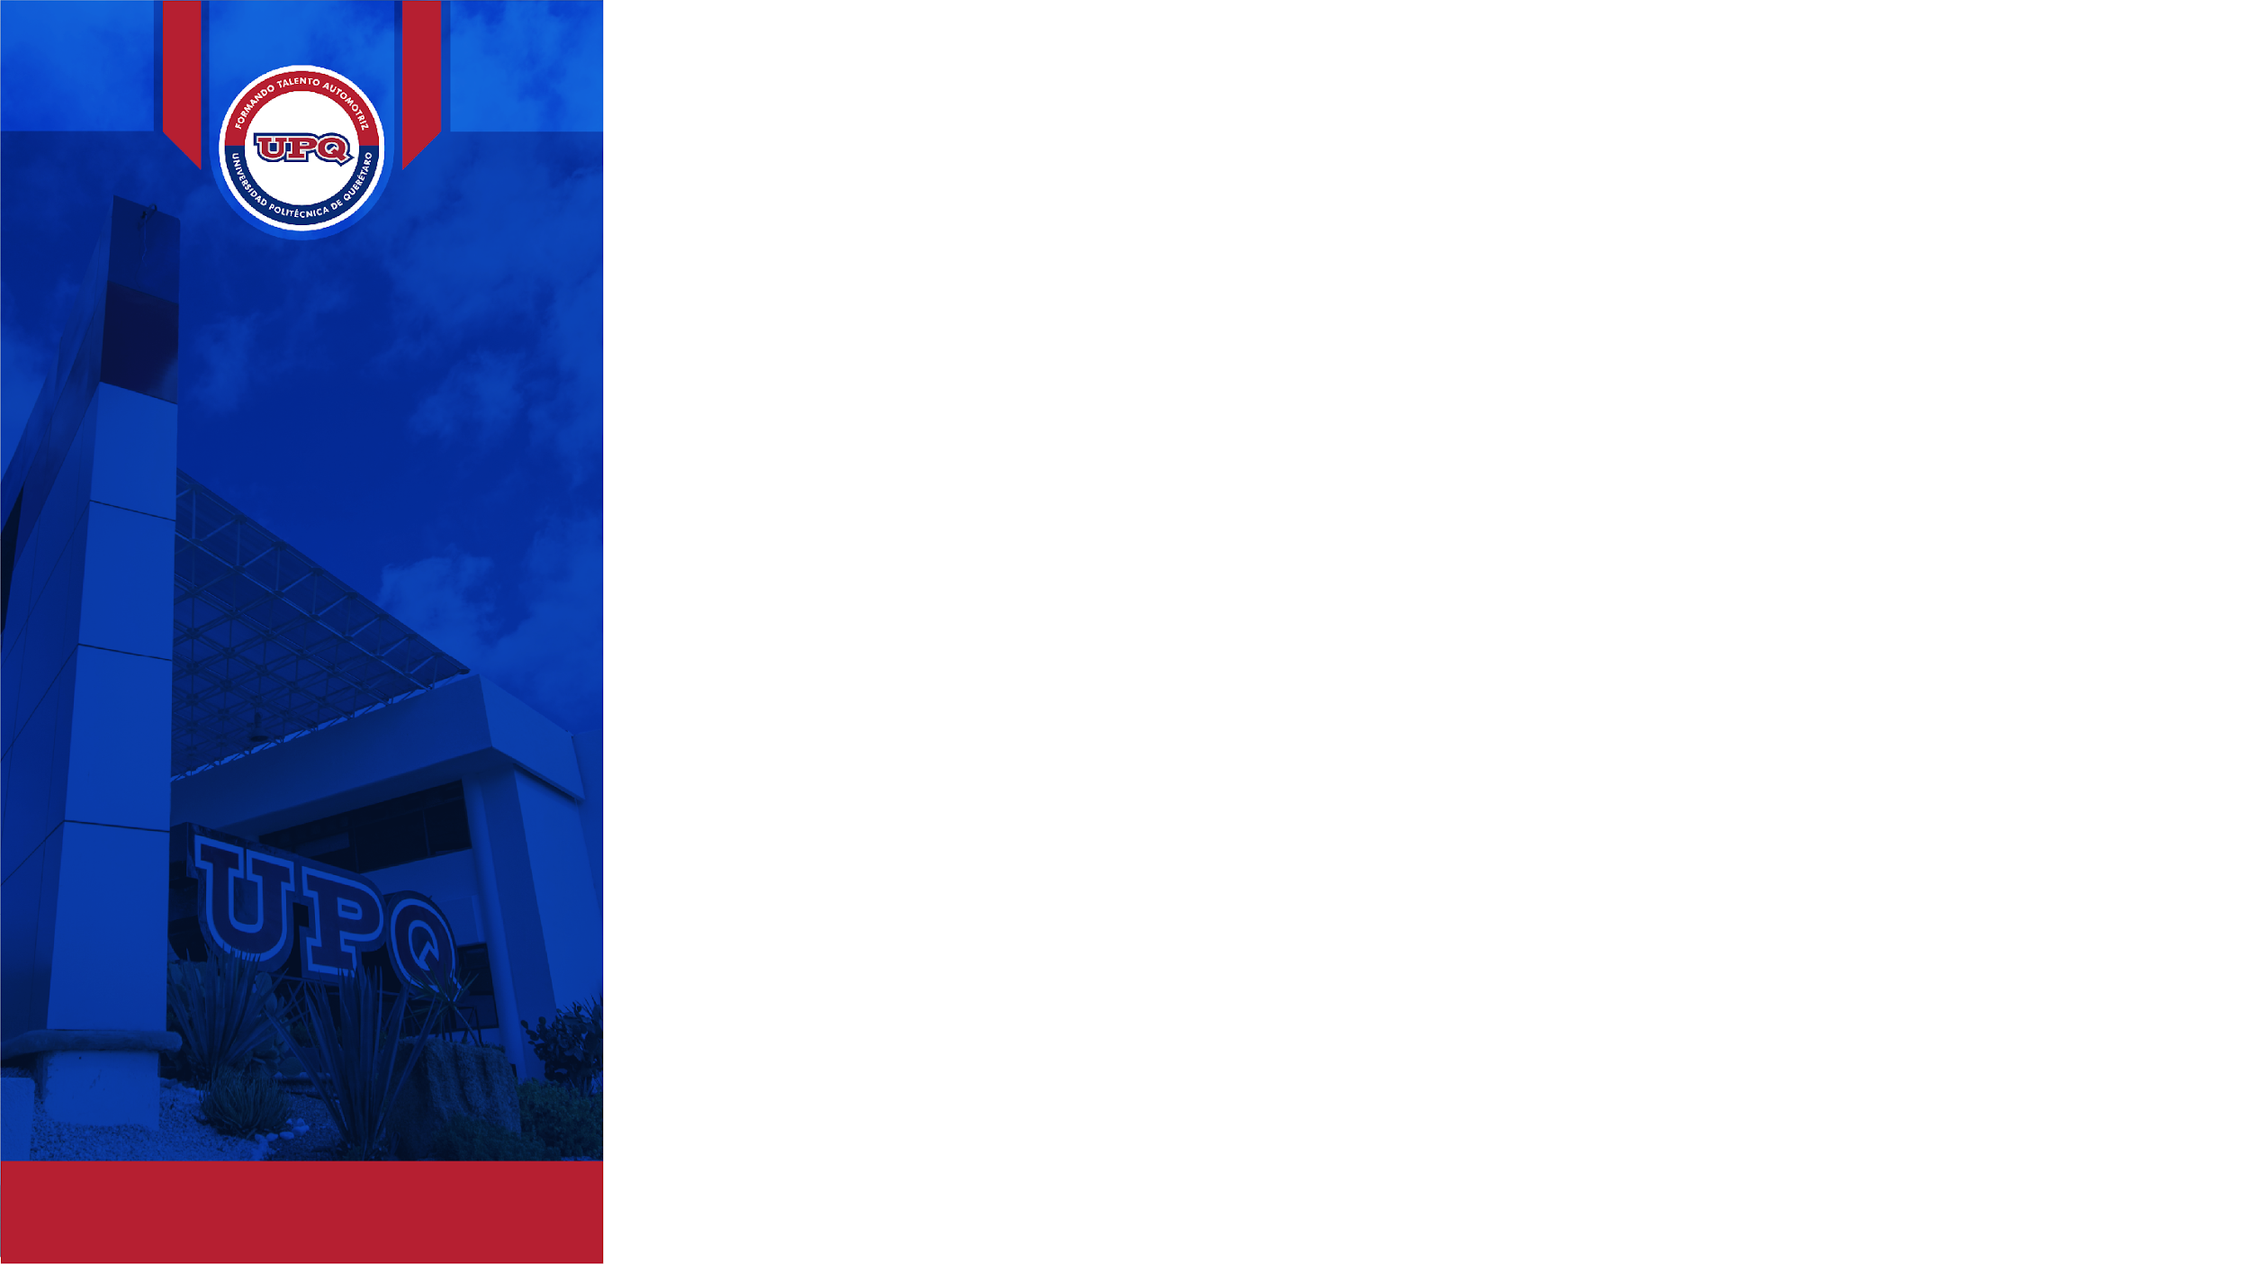 FORMANDO TALENTO AUTOMOTRIZ
UPQ
UNIVERSIDAD POLITÉCNICA DE QUERÉTARO
UPQ